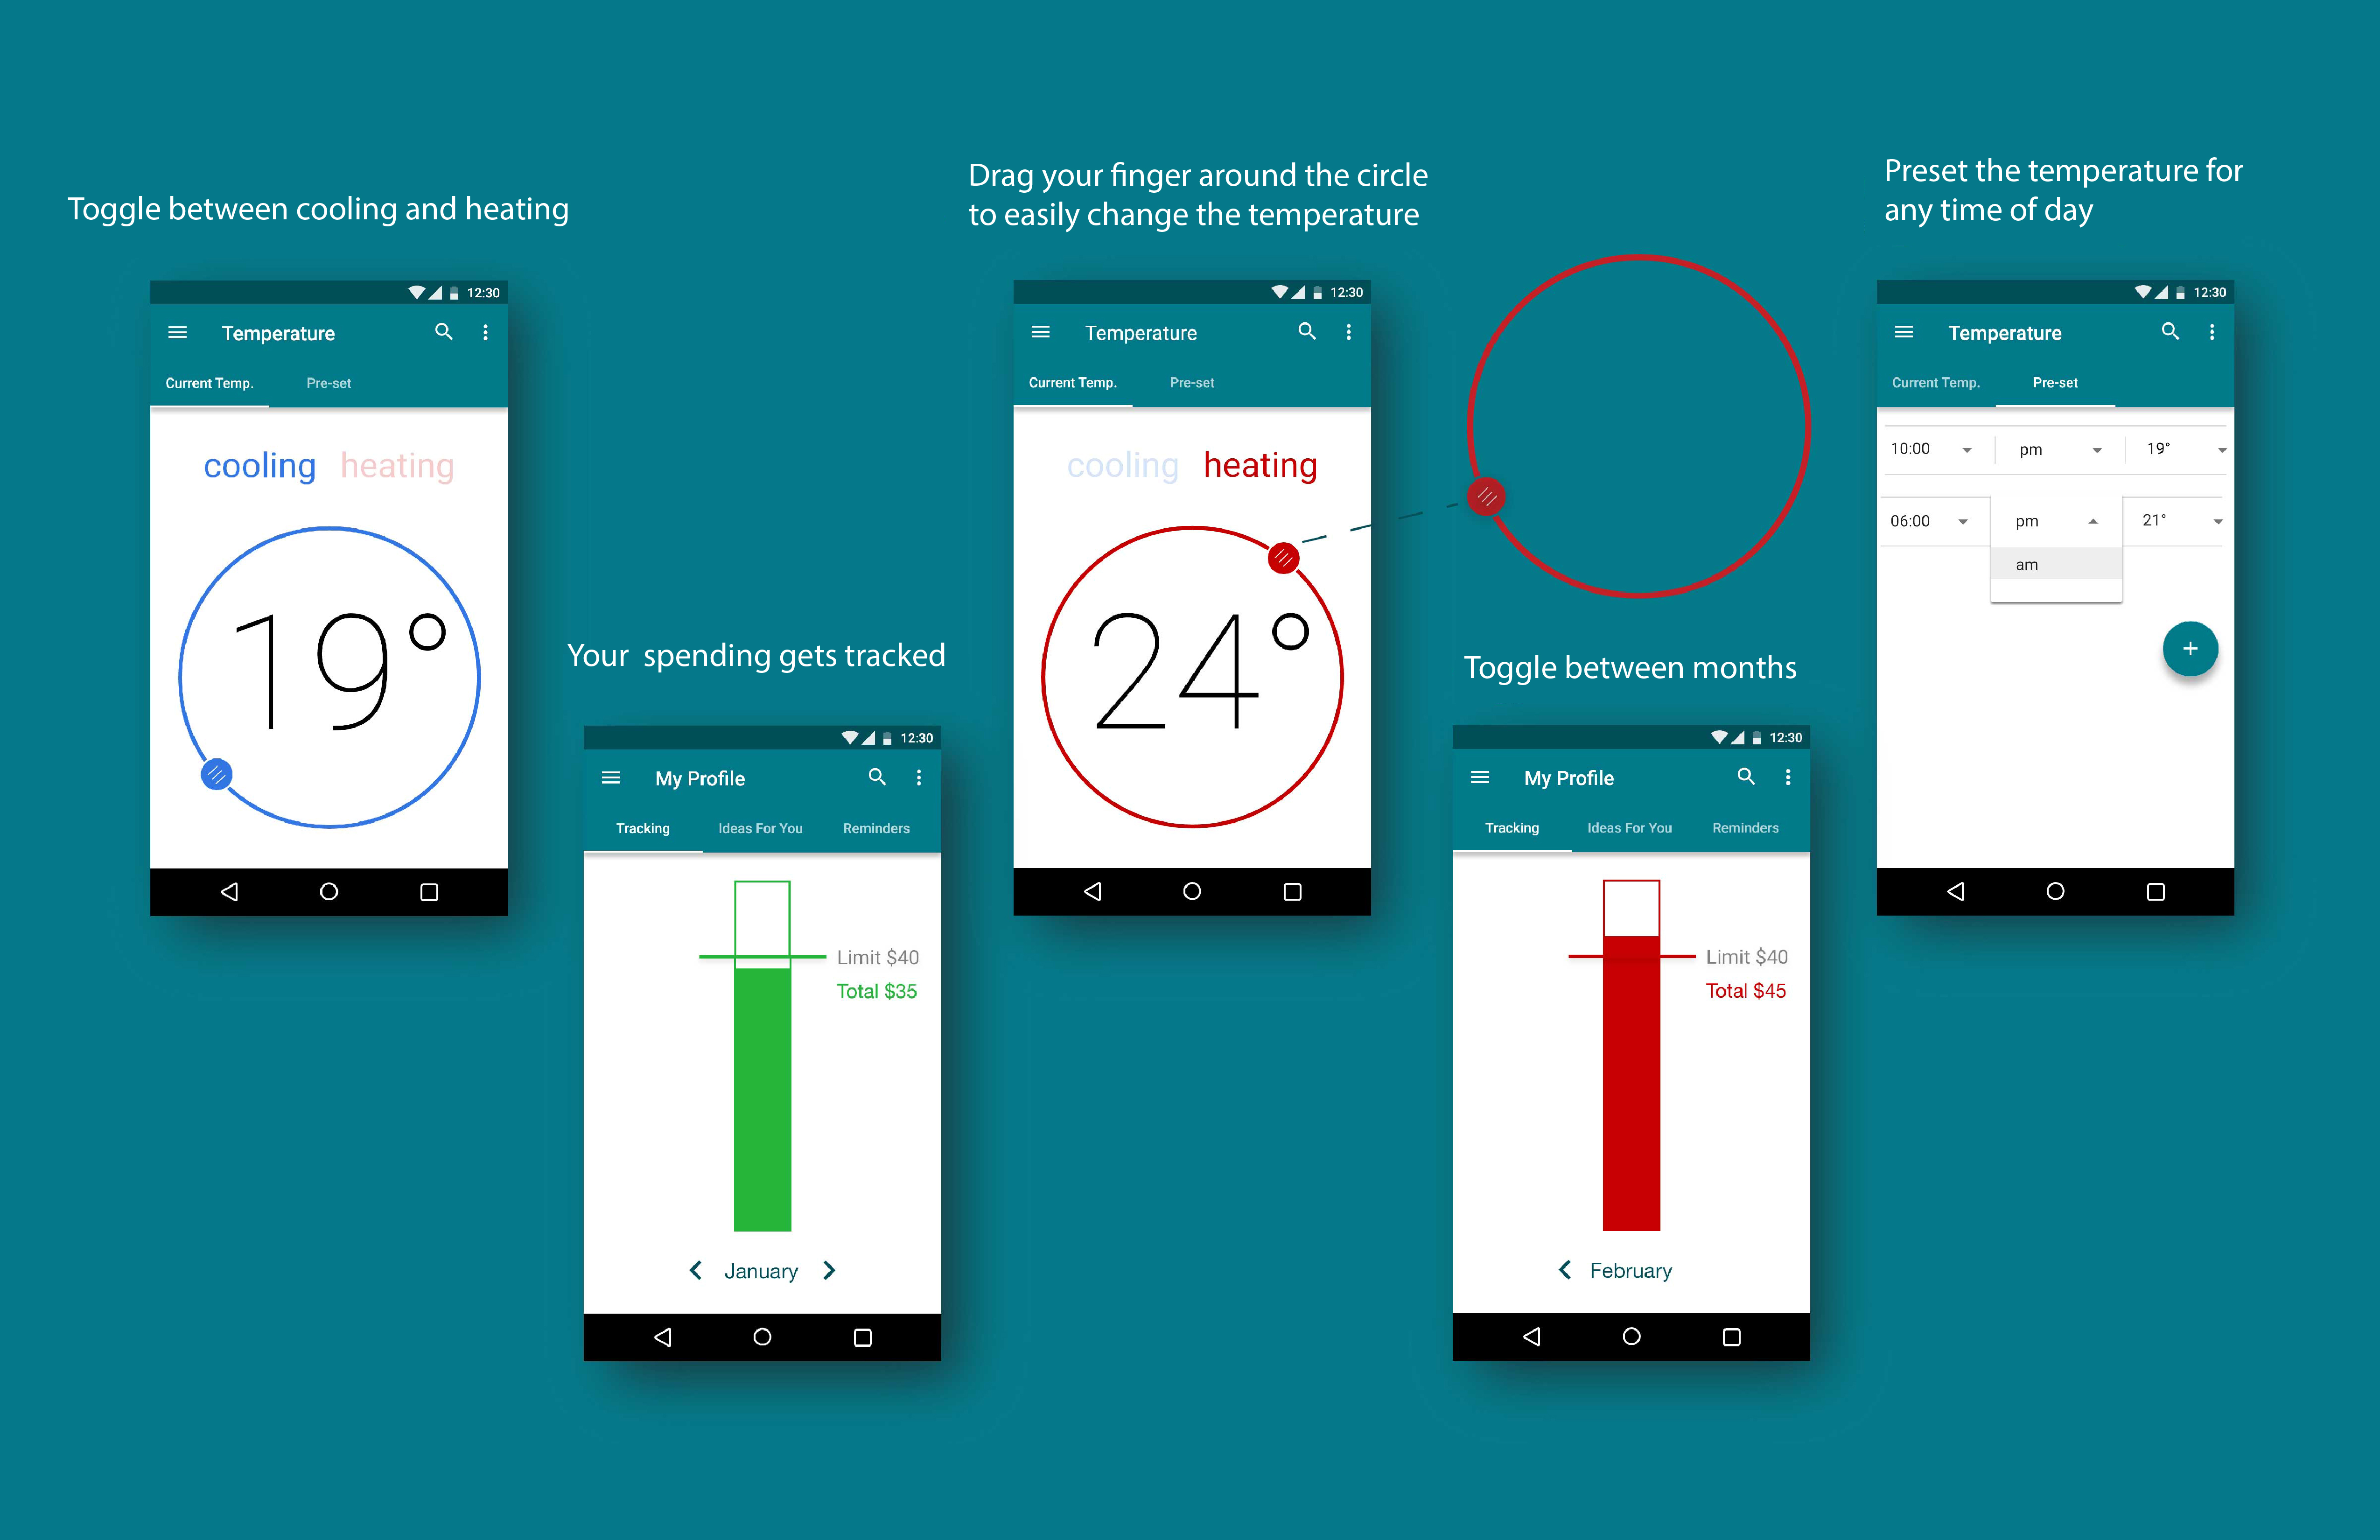 Toggle between cooling and heating
12:30
Temperature
Current Temp. Pre-set
cooling heating
19°
Your spending gets tracked
12:30
My Profile
Tracking Ideas For You Reminders
Limit $40
Total $35
January
Drag your finger around the circle
to easily change the temperature
12:30
Temperature
Current Temp. Pre-set
cooling heating
24°
Toggle between months
12:30
My Profile
Tracking Ideas For You Reminders
Limit $40
Total $45
February
Preset the temperature for
any time of day
12:30
Temperature
Current Temp. Pre-set
10:00 pm 19°
06:00 pm 21°
am
+